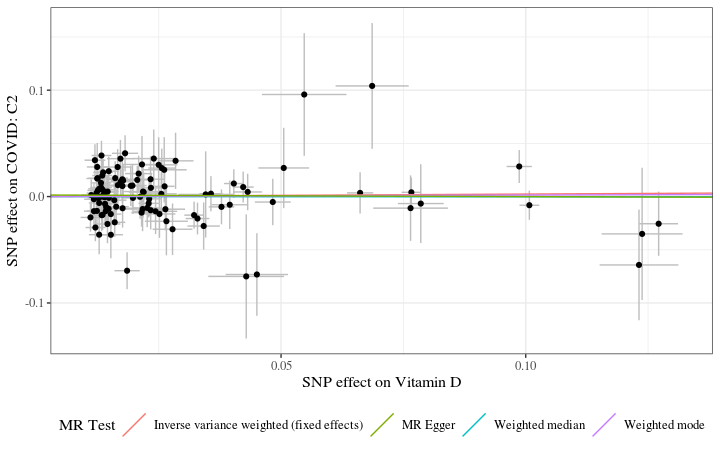 SNP effect on COVID: C2
0.1
0.0
-0.1
0.05
0.10
SNP effect on Vitamin D
MR Test
Inverse variance weighted (fixed effects)
MR Egger
Weighted median
Weighted mode